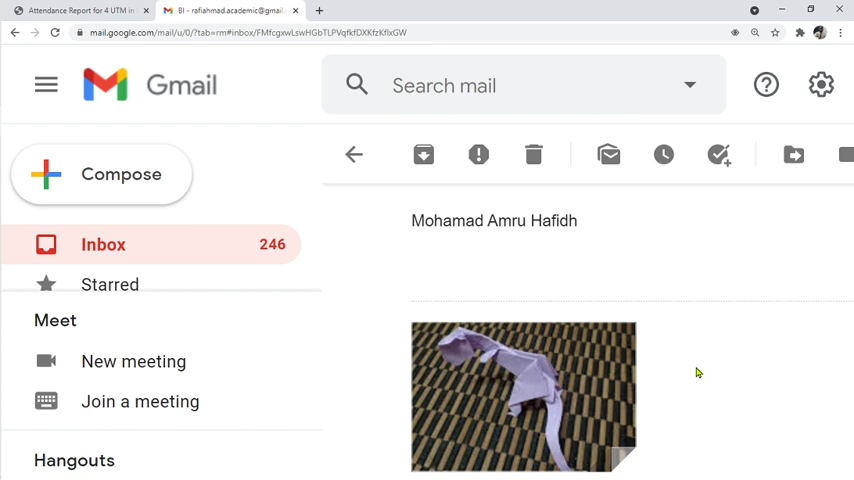 Attendance Report for 4 UTM in
BI - rafiahmad.academic@gmail.
mail.google.com/mail/u/0/?tab=rm#inbox/FMfcgxwLswHGbTLPVqfkfDXKfzKflxGW
Gmail
Search mail
Compose
Mohamad Amru Hafidh
Inbox 246
Starred
Meet
New meeting
Join a meeting
Hangouts